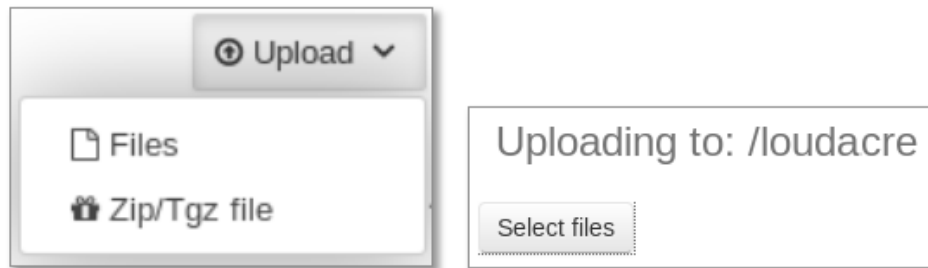 Upload
Files
Zip/Tgz file
Uploading to: /loudacre
Select files